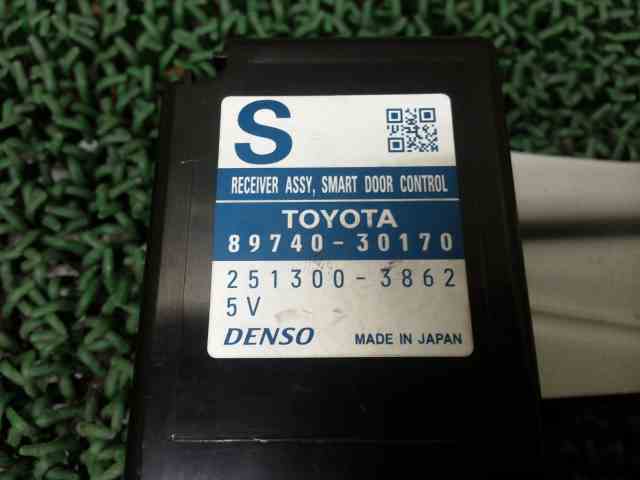 S
RECEIVER ASSY, SMART DOOR CONTROL
TOYOTA
89740-30170
251300-3862
5V
DENSO MADE IN JAPAN